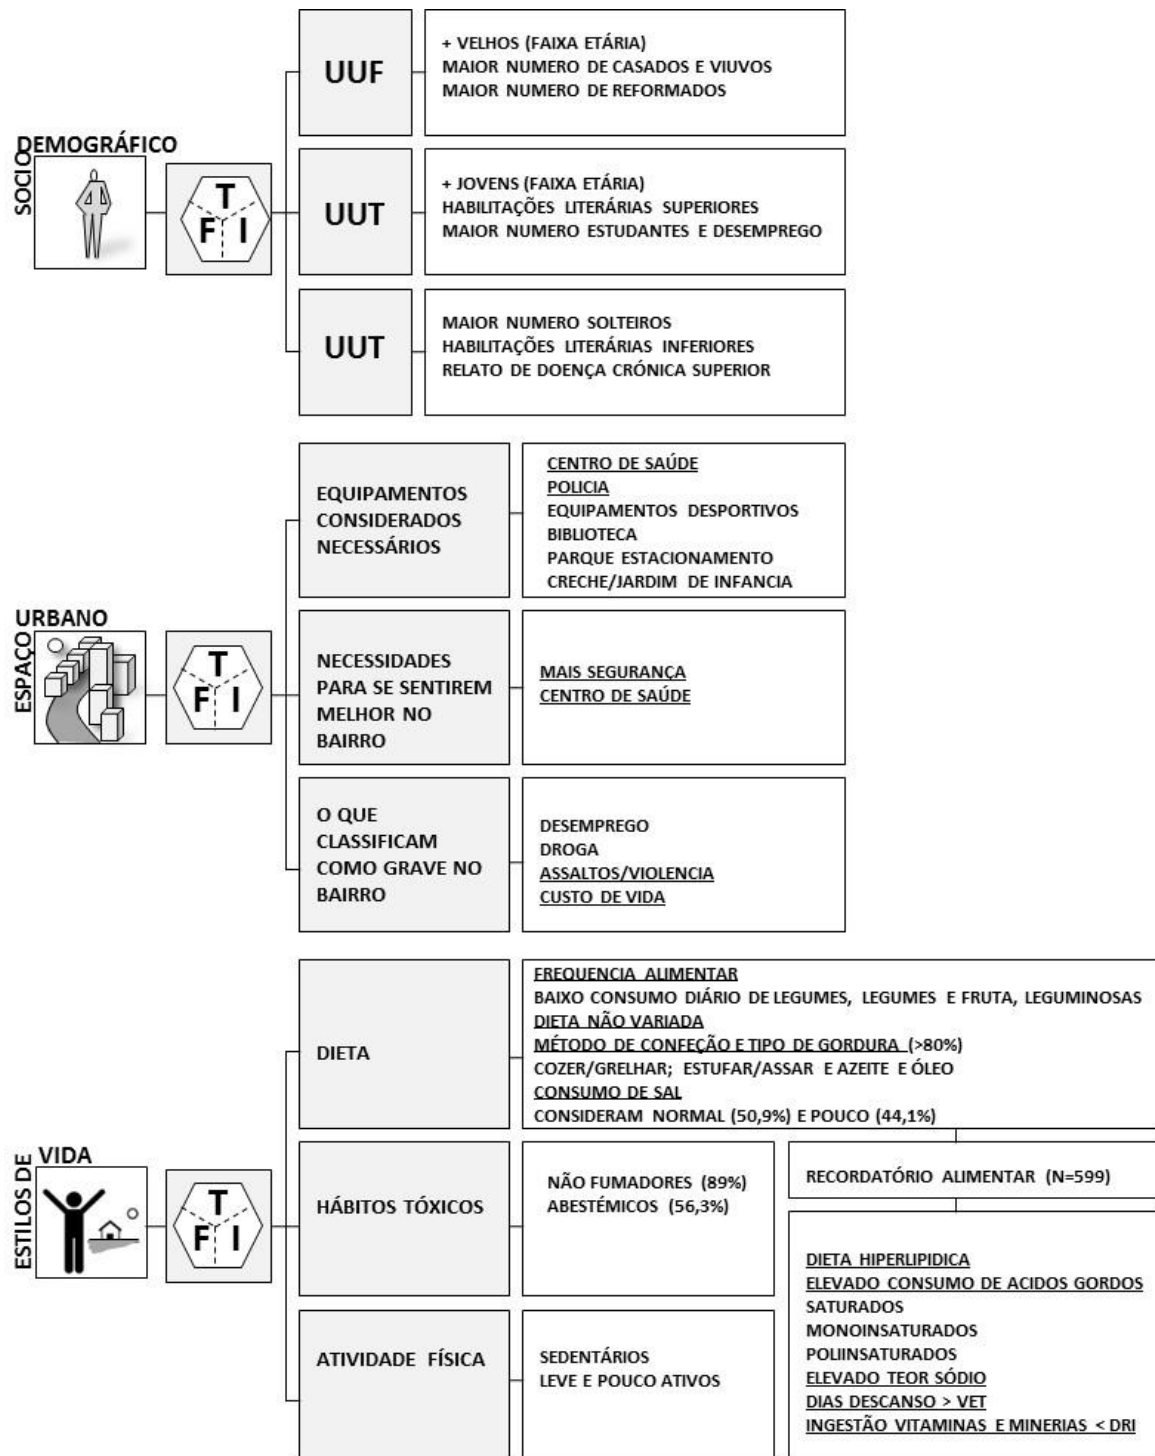 SOCIO
DEMOGRÁFICO
T
F I
UUF
+ VELHOS (FAIXA ETÁRIA)
MAIOR NUMERO DE CASADOS E VIUVOS
MAIOR NUMERO DE REFORMADOS
UUT
+ JOVENS (FAIXA ETÁRIA)
HABILITAÇÕES LITERÁRIAS SUPERIORES
MAIOR NUMERO ESTUDANTES E DESEMPREGO
UUT
MAIOR NUMERO SOLTEIROS
HABILITAÇÕES LITERÁRIAS INFERIORES
RELATO DE DOENÇA CRÓNICA SUPERIOR
ESPAÇO
URBANO
T
F I
EQUIPAMENTOS
CONSIDERADOS
NECESSÁRIOS
CENTRO DE SAÚDE
POLICIA
EQUIPAMENTOS DESPORTIVOS
BIBLIOTECA
PARQUE ESTACIONAMENTO
CRECHE/JARDIM DE INFANCIA
NECESSIDADES
PARA SE SENTIREM
MELHOR NO
BAIRRO
MAIS SEGURANÇA
CENTRO DE SAÚDE
O QUE
CLASSIFICAM
COMO GRAVE NO
BAIRRO
DESEMPREGO
DROGA
ASSALTOS/VIOLENCIA
CUSTO DE VIDA
ESTILOS DE
VIDA
T
F I
DIETA
FREQUENCIA ALIMENTAR
BAIXO CONSUMO DIÁRIO DE LEGUMES, LEGUMES E FRUTA, LEGUMINOSAS
DIETA NÃO VARIADA
MÉTODO DE CONFEÇÃO E TIPO DE GORDURA (>80%)
COZER/GRELHAR; ESTUFAR/ASSAR E AZEITE E ÓLEO
CONSUMO DE SAL
CONSIDERAM NORMAL (50,9%) E POUCO (44,1%)
HÁBITOS TÓXICOS
NÃO FUMADORES (89%)
ABESTÉMICOS (56,3%)
ATIVIDADE FÍSICA
SEDENTÁRIOS
LEVE E POUCO ATIVOS
RECORDATÓRIO ALIMENTAR (N=599)
DIETA HIPERLIPIDICA
ELEVADO CONSUMO DE ACIDOS GORDOS
SATURADOS
MONOINSATURADOS
POLIINSATURADOS
ELEVADO TEOR SÓDIO
DIAS DESCANSO > VET
INGESTÃO VITAMINAS E MINERIAS < DRI